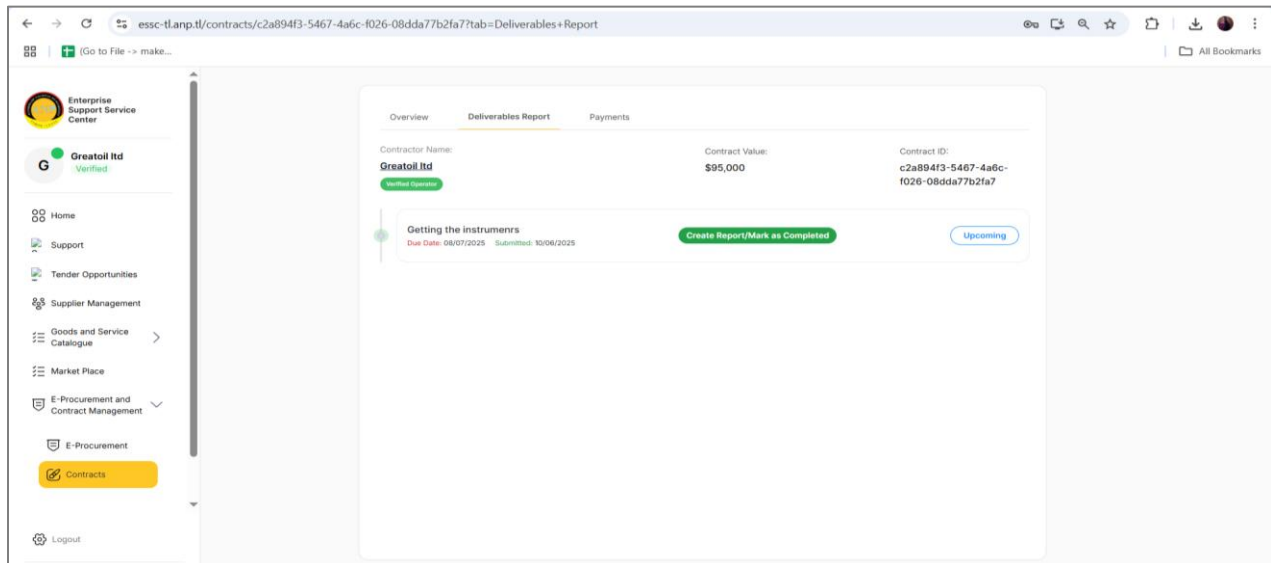 essc-tl.anp.tl/contracts/c2a894f3-5467-4a6c-f026-08dda77b2fa7?tab=Deliverables+Report
(Go to File -> make...
All Bookmarks
Enterprise
Support Service
Center
G
Greatoil ltd
Verified
Home
Support
Tender Opportunities
Supplier Management
Goods and Service
Catalogue
Market Place
E-Procurement and
Contract Management
E-Procurement
Contracts
Logout
Overview Deliverables Report Payments
Contractor Name: Contract Value: Contract ID:
Greatoil ltd $95,000 c2a894f3-5467-4a6c-
f026-08dda77b2fa7
Verified Operator
Getting the instrumenrs Create Report/Mark as Completed Upcoming
Due Date: 08/07/2025 Submitted: 10/06/2025